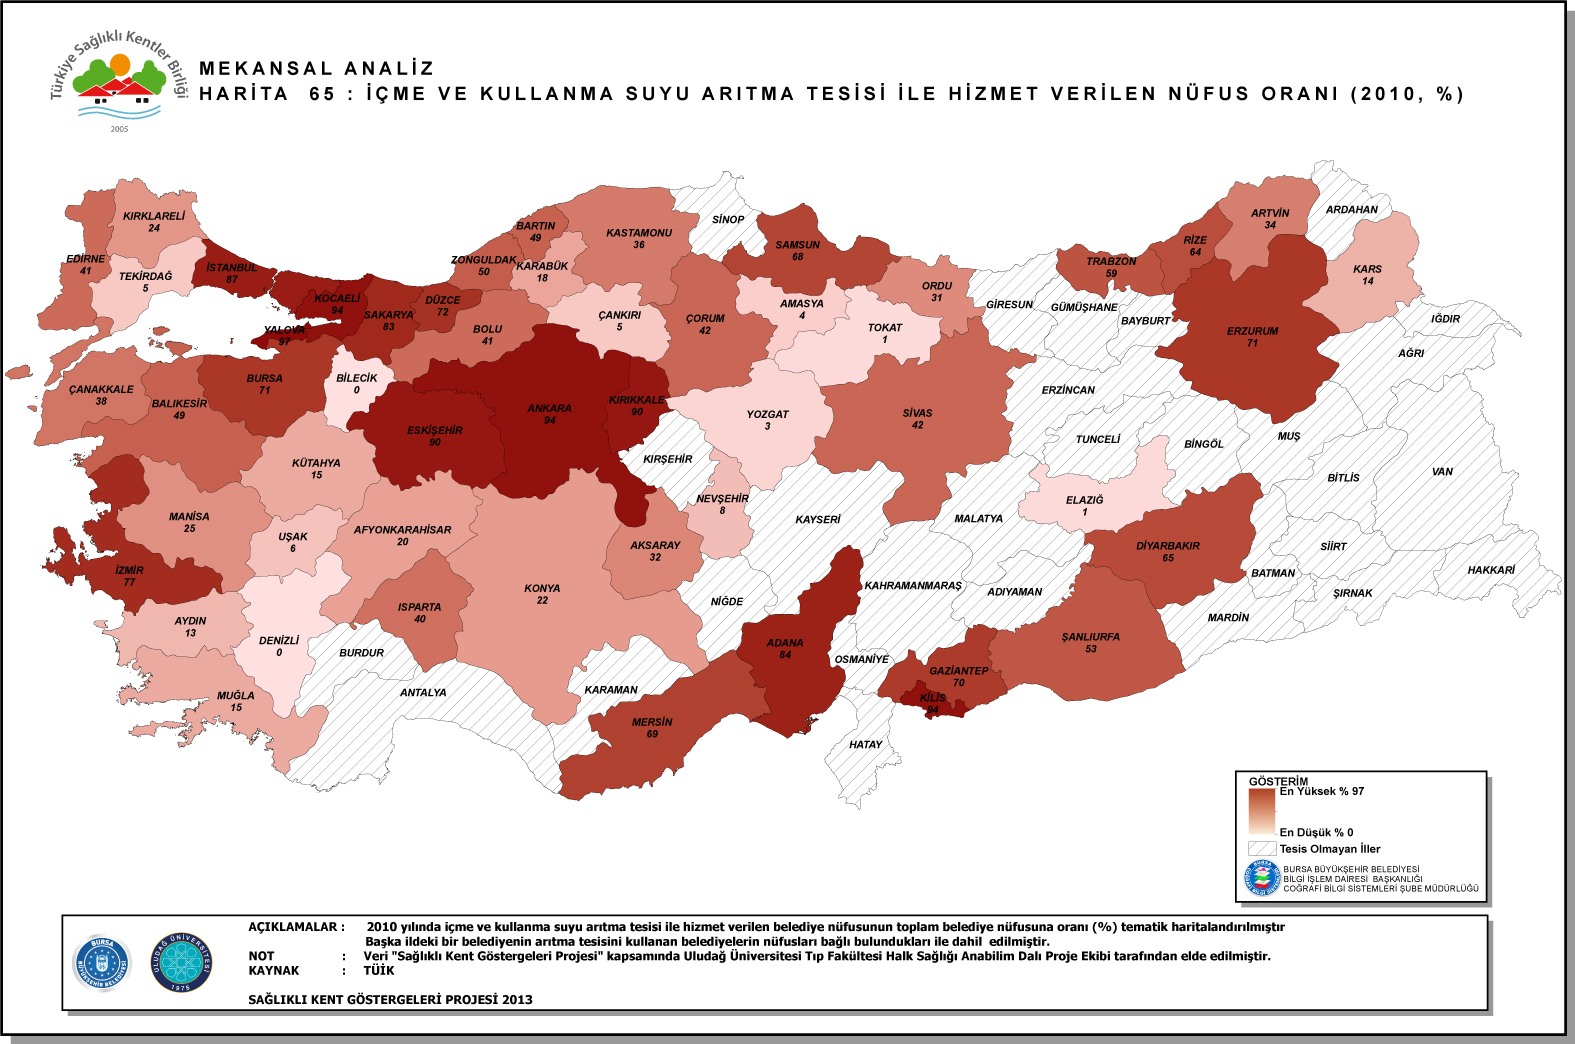 Türkiye Sağlıklı Kentler Birliği
2005
MEKANSAL ANALİZ
HARİTA 65 : İÇME VE KULLANMA SUYU ARITMA TESİSİ İLE HİZMET VERİLEN NÜFUS ORANI (2010, %)
KIRKLARELİ
24
EDİRNE
41
TEKİRDAĞ
5
İSTANBUL
87
KOCAELİ
94
YALOVA
97
SAKARYA
83
DÜZCE
72
ZONGULDAK
50
BARTIN
49
KARABÜK
18
KASTAMONU
36
SİNOP
SAMSUN
68
BOLU
41
ÇANKIRI
5
ÇORUM
42
AMASYA
4
TOKAT
1
ORDU
31
GİRESUN
GÜMÜŞHANE
BAYBURT
TRABZON
59
RİZE
64
ARTVİN
34
ARDAHAN
KARS
14
IĞDIR
AĞRI
ERZURUM
71
ERZİNCAN
ÇANAKKALE
38
BALIKESİR
49
BURSA
71
BİLECİK
0
ESKİŞEHİR
90
ANKARA
94
KIRIKKALE
90
YOZGAT
3
SİVAS
42
TUNCELİ
BİNGÖL
MUŞ
BİTLİS
VAN
KÜTAHYA
15
KIRŞEHİR
NEVŞEHİR
8
KAYSERİ
MALATYA
ELAZIĞ
1
DİYARBAKIR
65
SİİRT
BATMAN
ŞIRNAK
HAKKARİ
MARDİN
MANİSA
25
UŞAK
6
AFYONKARAHİSAR
20
AKSARAY
32
İZMİR
77
KONYA
22
NİĞDE
KAHRAMANMARAŞ
ADIYAMAN
AYDIN
13
DENİZLİ
0
ISPARTA
40
BURDUR
ADANA
84
OSMANİYE
GAZİANTEP
70
ŞANLIURFA
53
KİLİS
94
MUĞLA
15
ANTALYA
KARAMAN
MERSİN
69
HATAY
GÖSTERİM
En Yüksek % 97
En Düşük % 0
Tesis Olmayan İller
BURSA BÜYÜKŞEHİR BELEDİYESİ
BİLGİ İŞLEM DAİRESİ BAŞKANLIĞI
COĞRAFİ BİLGİ SİSTEMLERİ ŞUBE MÜDÜRLÜĞÜ
BURSA
BÜYÜKŞEHİR BELEDİYESİ
ULUDAĞ ÜNİVERSİTESİ
1975
AÇIKLAMALAR : 2010 yılında içme ve kullanma suyu arıtma tesisi ile hizmet verilen belediye nüfusunun toplam belediye nüfusuna oranı (%) tematik haritalandırılmıştır
Başka ildeki bir belediyenin arıtma tesisini kullanan belediyelerin nüfusları bağlı bulundukları ile dahil edilmiştir.
NOT : Veri "Sağlıklı Kent Göstergeleri Projesi" kapsamında Uludağ Üniversitesi Tıp Fakültesi Halk Sağlığı Anabilim Dalı Proje Ekibi tarafından elde edilmiştir.
KAYNAK : TÜİK
SAĞLIKLI KENT GÖSTERGELERİ PROJESİ 2013